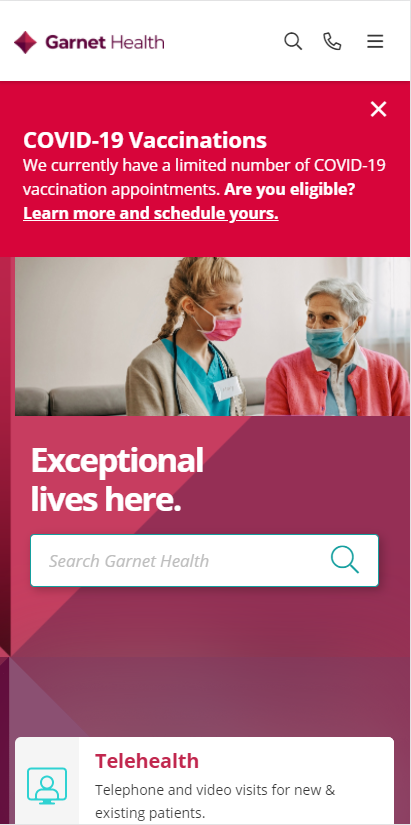 Garnet Health
COVID-19 Vaccinations
We currently have a limited number of COVID-19
vaccination appointments. Are you eligible?
Learn more and schedule yours.
Exceptional
lives here.
Search Garnet Health
Telehealth
Telephone and video visits for new &
existing patients.